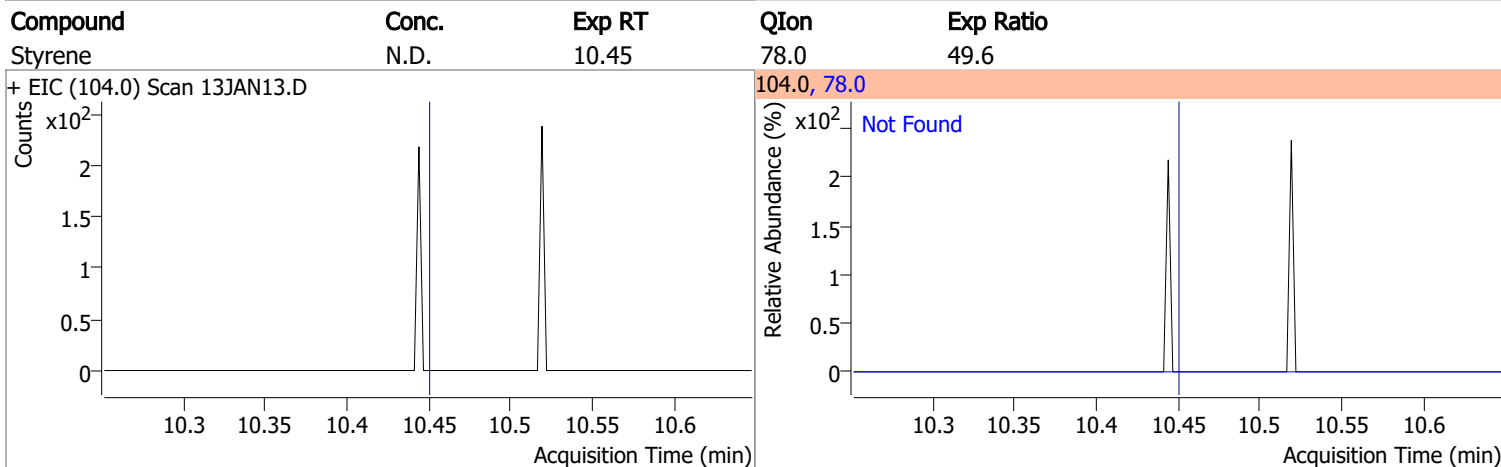 Compound Conc. Exp RT QIon Exp Ratio
Styrene N.D. 10.45 78.0 49.6
+ EIC (104.0) Scan 13JAN13.D
Counts
x10²
2
1.5
1
0.5
0
10.3 10.35 10.4 10.45 10.5 10.55 10.6
Acquisition Time (min)
104.0, 78.0
Relative Abundance (%)
x10²
Not Found
2
1.5
1
0.5
0
10.3 10.35 10.4 10.45 10.5 10.55 10.6
Acquisition Time (min)